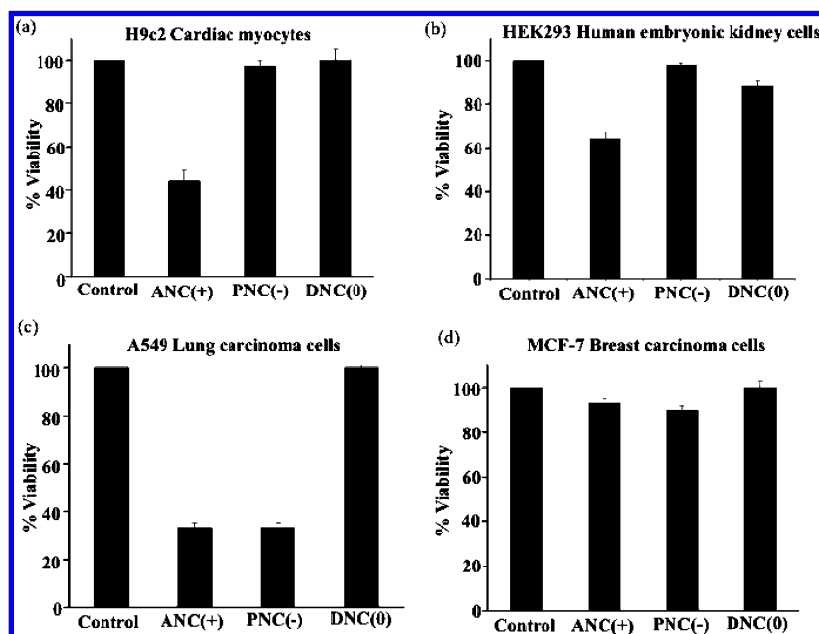 (a)
H9c2 Cardiac myocytes
% Viability
100
80
60
40
20
0
Control ANC(+) PNC(-) DNC(0)
(b)
HEK293 Human embryonic kidney cells
% Viability
100
80
60
40
20
0
Control ANC(+) PNC(-) DNC(0)
(c)
A549 Lung carcinoma cells
% Viability
100
80
60
40
20
0
Control ANC(+) PNC(-) DNC(0)
(d)
MCF-7 Breast carcinoma cells
% Viability
100
80
60
40
20
0
Control ANC(+) PNC(-) DNC(0)